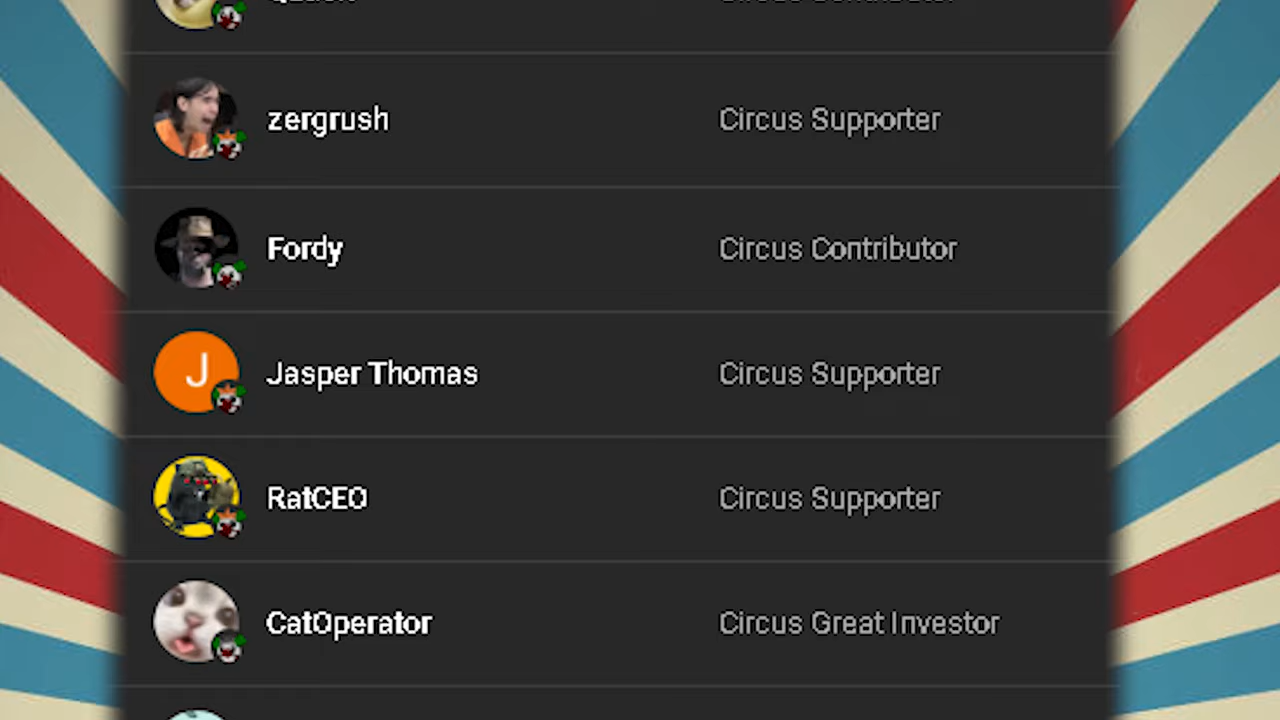 zergrush Circus Supporter
Fordy Circus Contributor
J Jasper Thomas Circus Supporter
RatCEO Circus Supporter
CatOperator Circus Great Investor